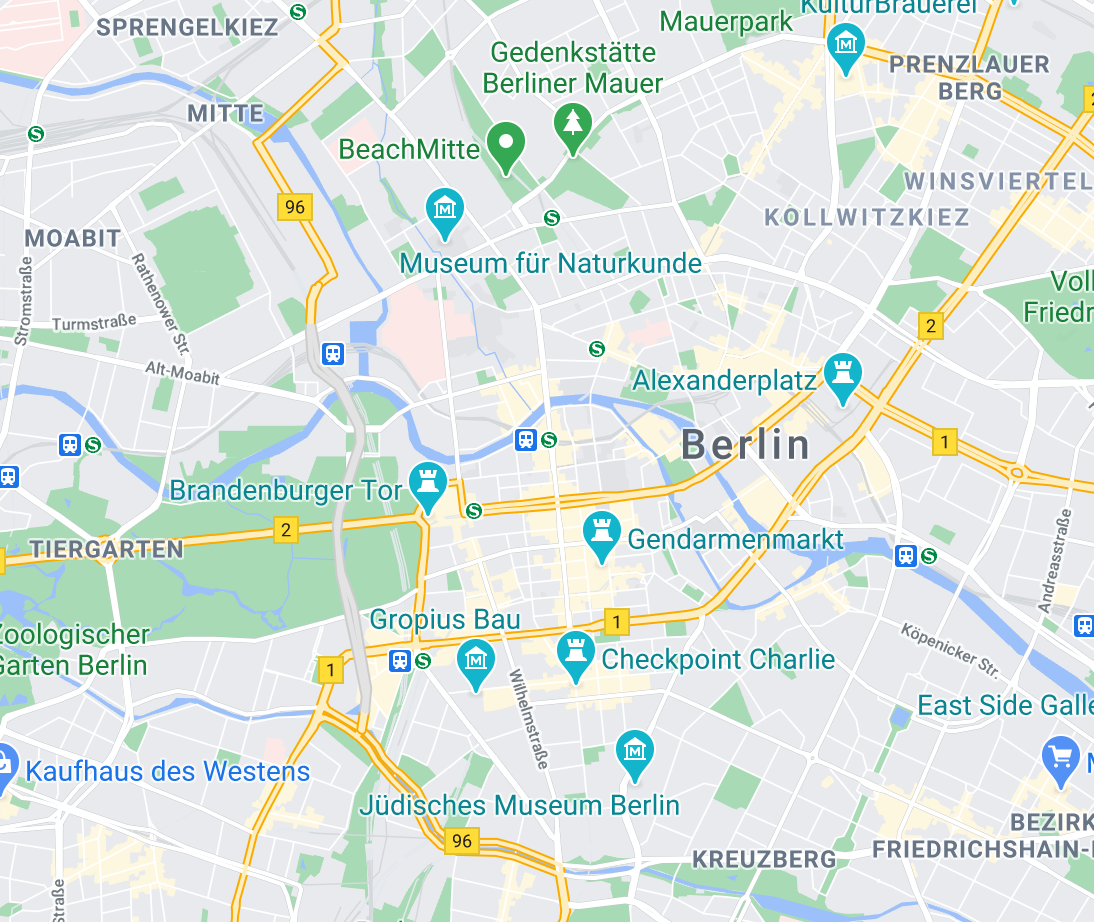 SPRENGELKIEZ
S
Mauerpark
KulturBrauerei
M
Gedenkstätte
Berliner Mauer
PRENZLAUER
BERG
2
MITTE
S
BeachMitte
WINSVIERTEL
96
M
S
KOLLWITZKIEZ
MOABIT
Museum für Naturkunde
Stromstraße
Rathenower Str.
Turmstraße
Alt-Moabit
2
S
Alexanderplatz
Berlin
S
S
1
Brandenburger Tor
S
2
TIERGARTEN
Gendarmenmarkt
S
Andreasstraße
Gropius Bau
1
Zoologischer
Garten Berlin
1
S
M
Checkpoint Charlie
Köpenicker Str.
Wilhelmstraße
East Side Galle
M
Kaufhaus des Westens
Jüdisches Museum Berlin
96
KREUZBERG
BEZIRK
FRIEDRICHSHAIN-
straße